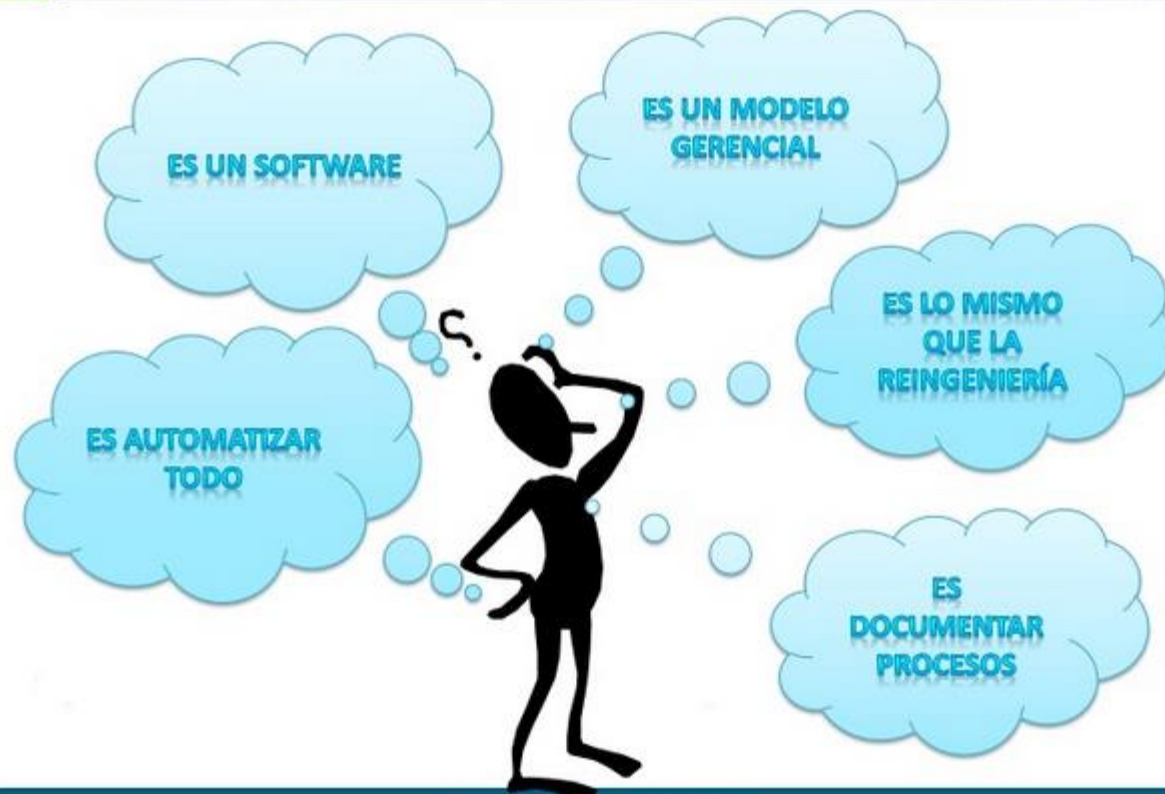 ES UN SOFTWARE
ES UN MODELO
GERENCIAL
ES LO MISMO
QUE LA
REINGENIERÍA
ES AUTOMATIZAR
TODO
ES
DOCUMENTAR
PROCESOS
?